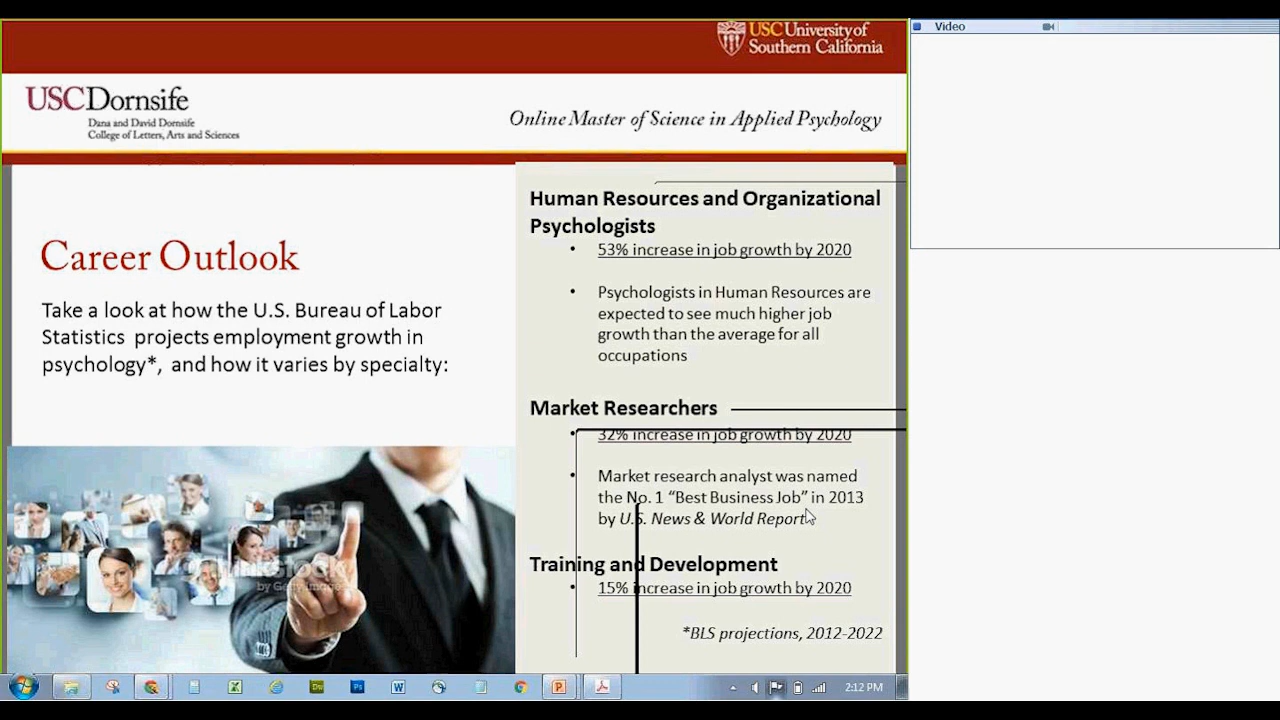 USC University of
Southern California
Video
USC Dornsife
Dana and David Dornsife
College of Letters, Arts and Sciences
Online Master of Science in Applied Psychology
Career Outlook
Take a look at how the U.S. Bureau of Labor
Statistics projects employment growth in
psychology*, and how it varies by specialty:
Human Resources and Organizational
Psychologists
• 53% increase in job growth by 2020
• Psychologists in Human Resources are
expected to see much higher job
growth than the average for all
occupations
Market Researchers
• 32% increase in job growth by 2020
• Market research analyst was named
the No. 1 “Best Business Job” in 2013
by U.S. News & World Report
Training and Development
• 15% increase in job growth by 2020
*BLS projections, 2012-2022
by Getty Images
2:12 PM